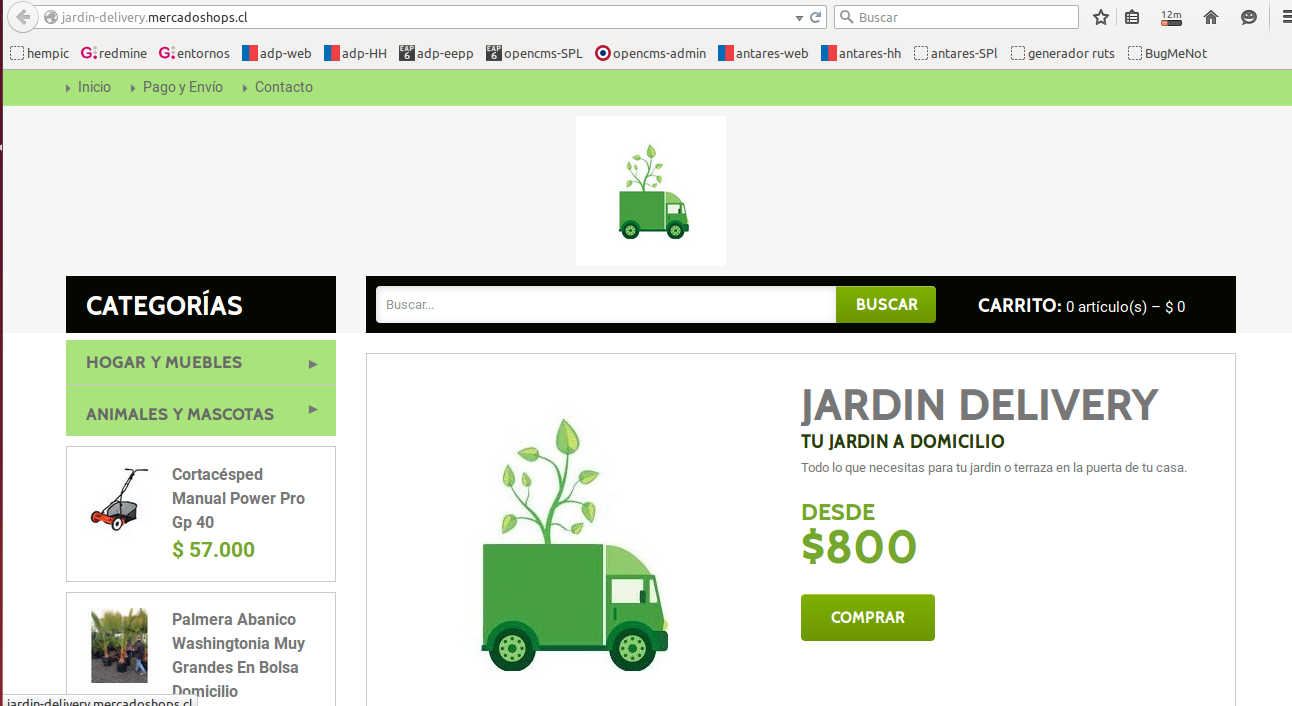 jardin-delivery.mercadoshops.cl
Buscar
12m
hempic
G: redmine
G: entornos
adp-web
adp-HH
EAP 6 adp-eepp
EAP 6 opencms-SPL
opencms-admin
antares-web
antares-hh
antares-SPl
generador ruts
BugMeNot
Inicio
Pago y Envío
Contacto
CATEGORÍAS
Buscar...
BUSCAR
CARRITO: 0 artículo(s) – $ 0
HOGAR Y MUEBLES
ANIMALES Y MASCOTAS
Cortacésped
Manual Power Pro
Gp 40
$ 57.000
Palmera Abanico
Washingtonia Muy
Grandes En Bolsa
Domicilio
JARDIN DELIVERY
TU JARDIN A DOMICILIO
Todo lo que necesitas para tu jardin o terraza en la puerta de tu casa.
DESDE
$800
COMPRAR
jardin-delivery.mercadoshops.cl